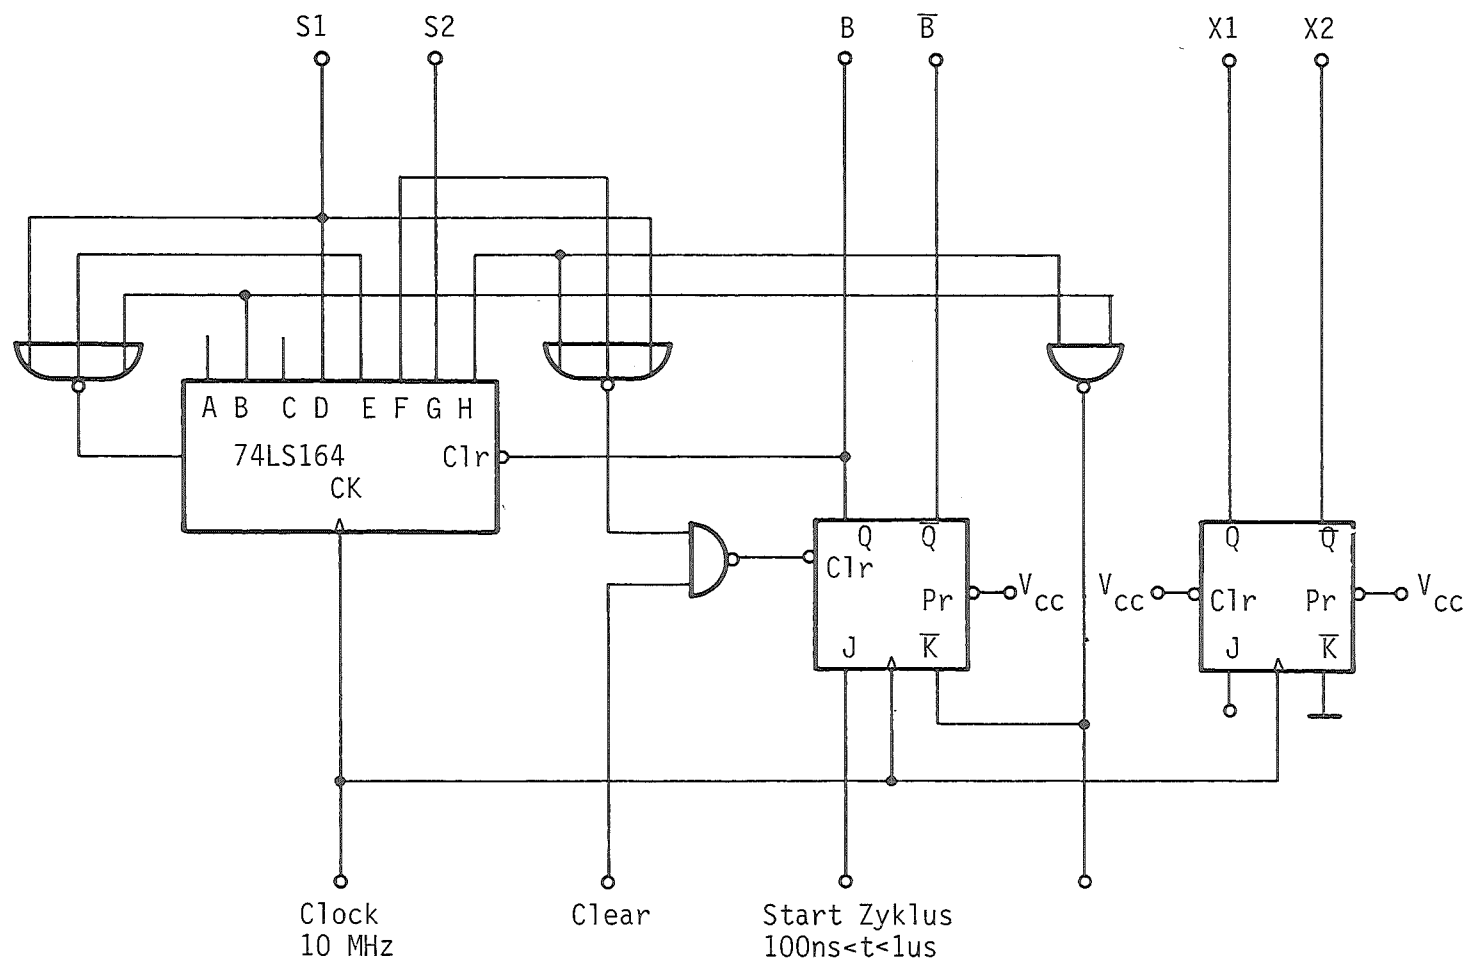 S1 S2 B B̅ X1 X2
A B C D E F G H
74LS164 Clr
CK
Q Q̅
Clr
Pr
Vcc
J K̅
Q Q̅
Vcc
Clr Pr
Vcc
J K̅
Clock
10 MHz
Clear
Start Zyklus
100ns<t<1us